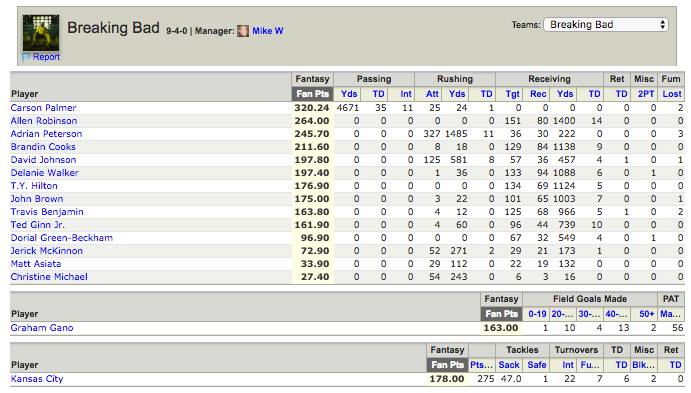 Breaking Bad 9-4-0 | Manager: Mike W
Teams: Breaking Bad
Report
Fantasy Passing Rushing Receiving Ret Misc Fum
Player Fan Pts Yds TD Int Att Yds TD Tgt Rec Yds TD TD 2PT Lost
Carson Palmer 320.24 4671 35 11 25 24 1 0 0 0 0 0 0 2
Allen Robinson 264.00 0 0 0 0 0 0 151 80 1400 14 0 0 0
Adrian Peterson 245.70 0 0 0 327 1485 11 36 30 222 0 0 0 3
Brandin Cooks 211.60 0 0 0 8 18 0 129 84 1138 9 0 0 0
David Johnson 197.80 0 0 0 125 581 8 57 36 457 4 1 0 1
Delanie Walker 197.40 0 0 0 1 36 0 133 94 1088 6 0 1 0
T.Y. Hilton 176.90 0 0 0 0 0 0 134 69 1124 5 0 0 0
John Brown 175.00 0 0 0 3 22 0 101 65 1003 7 0 0 1
Travis Benjamin 163.80 0 0 0 4 12 0 125 68 966 5 1 0 2
Ted Ginn Jr. 161.90 0 0 0 4 60 0 96 44 739 10 0 0 0
Dorial Green-Beckham 96.90 0 0 0 0 0 0 67 32 549 4 0 1 0
Jerick McKinnon 72.90 0 0 0 52 271 2 29 21 173 1 0 0 0
Matt Asiata 33.90 0 0 0 29 112 0 22 19 132 0 0 0 0
Christine Michael 27.40 0 0 0 54 243 0 6 3 16 0 0 0 0
Fantasy Field Goals Made PAT
Player Fan Pts 0-19 20-... 30-... 40-... 50+ Ma...
Graham Gano 163.00 1 10 4 13 2 56
Fantasy Tackles Turnovers TD Misc Ret
Player Fan Pts Pts... Sack Safe Int Fu... TD Blk... TD
Kansas City 178.00 275 47.0 1 22 7 6 2 0